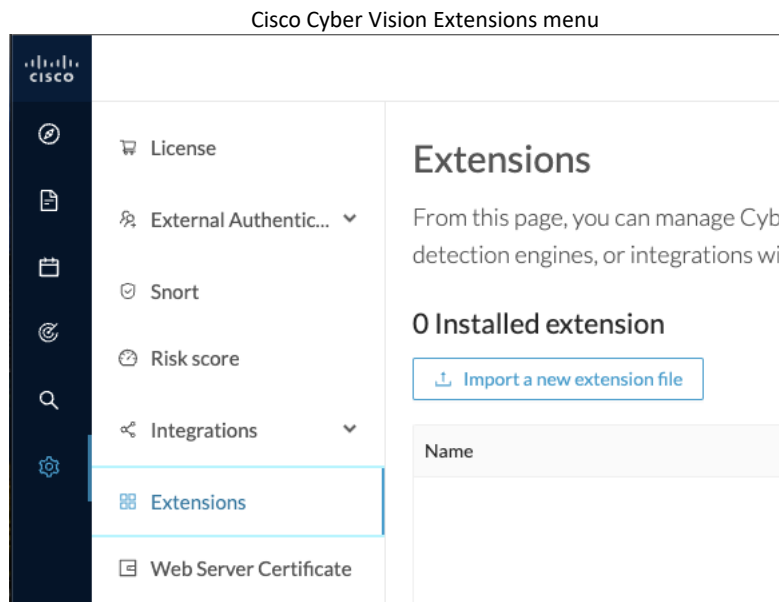 Cisco Cyber Vision Extensions menu
CISCO
License
External Authentic...
Snort
Risk score
Integrations
Extensions
Web Server Certificate
Extensions
From this page, you can manage Cyb
detection engines, or integrations wi
0 Installed extension
Import a new extension file
Name